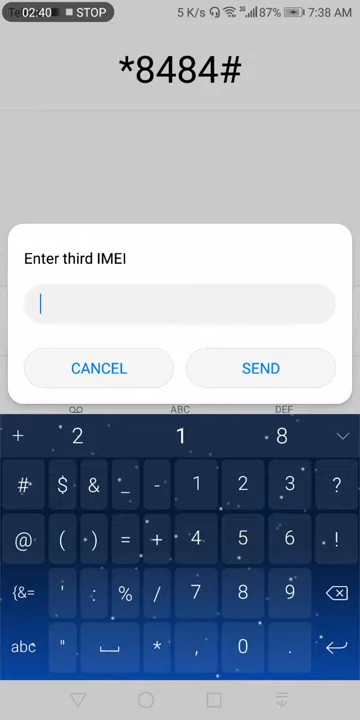 02:40 STOP 5 K/s 87% 7:38 AM
*8484#
Enter third IMEI
CANCEL SEND
ABC DEF
+ 2 1 8
# $ & _ - 1 2 3 ?
@ ( ) = + 4 5 6 !
{&= ' : % / 7 8 9
abc " * , 0 .